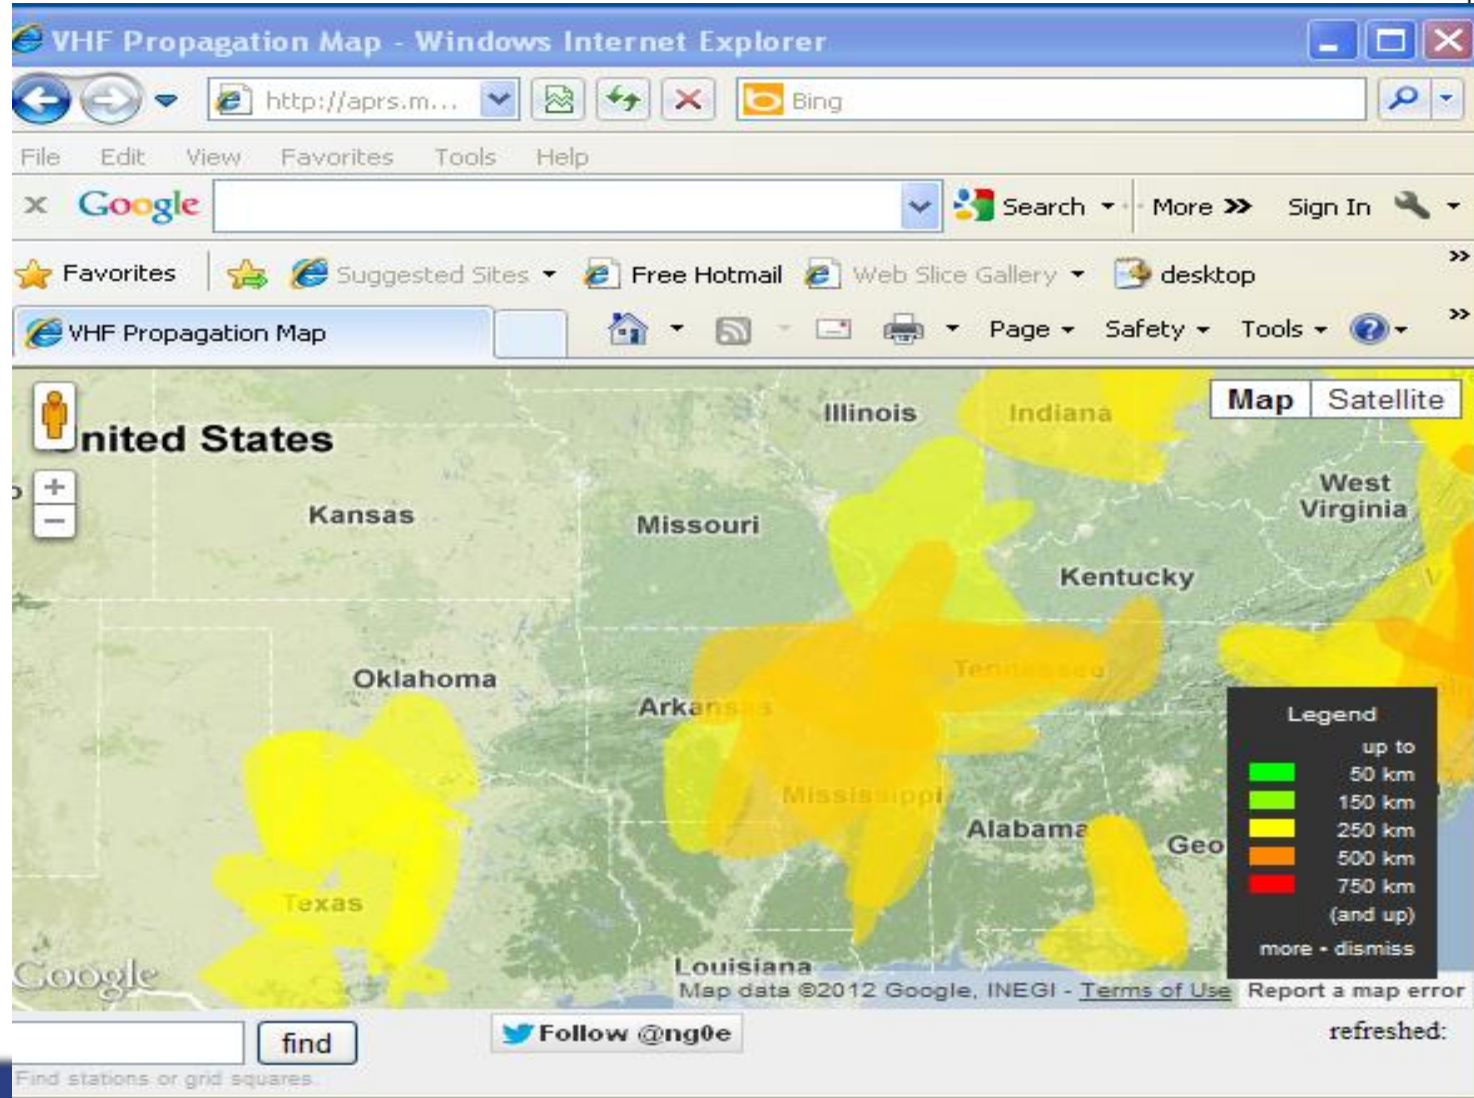 VHF Propagation Map - Windows Internet Explorer
http://aprs.m... Bing
File Edit View Favorites Tools Help
x Google Search More >> Sign In
Favorites Suggested Sites Free Hotmail Web Slice Gallery desktop >>
VHF Propagation Map Page Safety Tools >>
Map Satellite
Illinois Indiana
nited States
West
Virginia
Kansas
Missouri
Kentucky
Oklahoma
Tennessee
Arkansas
Legend
up to
50 km
150 km
250 km
500 km
750 km
(and up)
more • dismiss
Mississippi
Alabama
Geo
Texas
Google
Louisiana
Map data ©2012 Google, INEGI - Terms of Use Report a map error
find
Follow @ng0e
refreshed:
Find stations or grid squares